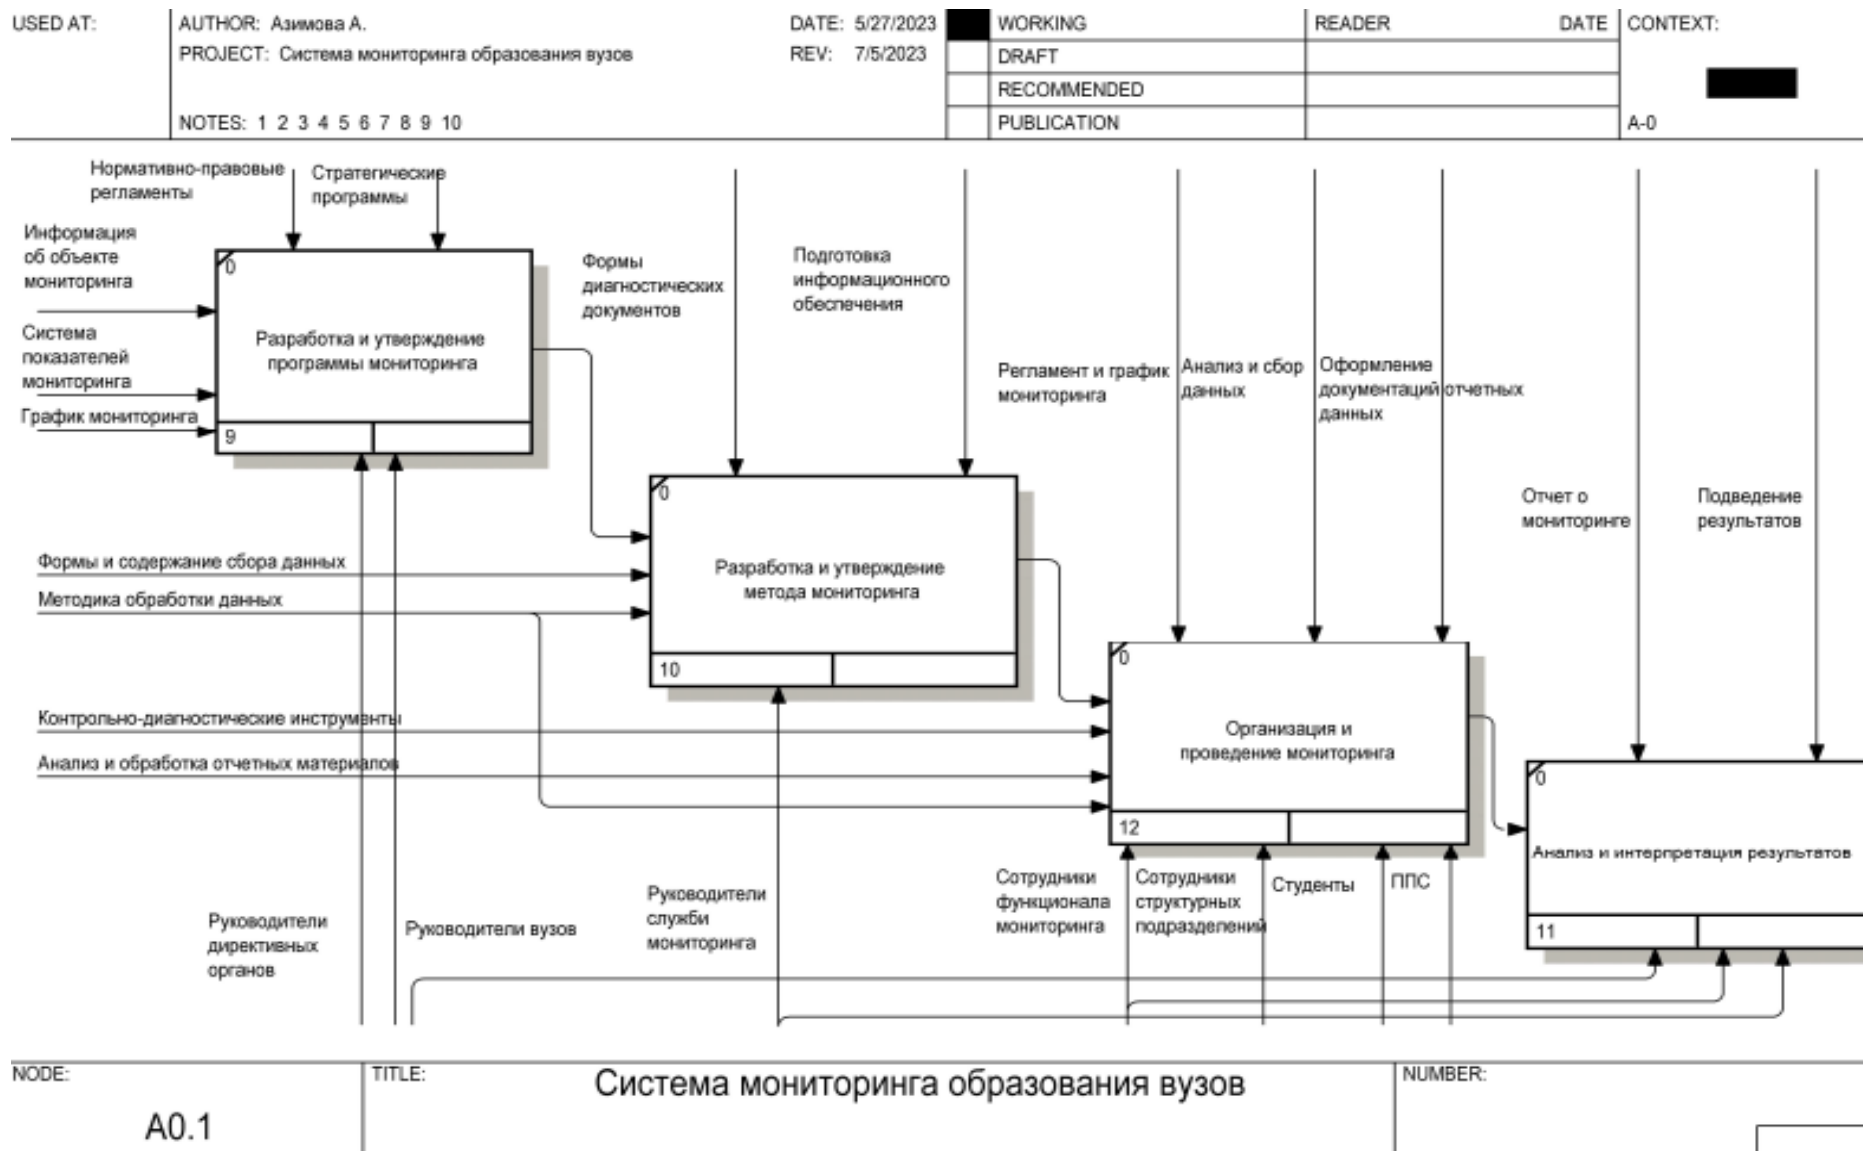 USED AT:
AUTHOR: Азимова А.
DATE: 5/27/2023
WORKING
READER
DATE
CONTEXT:
PROJECT: Система мониторинга образования вузов
REV: 7/5/2023
DRAFT
RECOMMENDED
NOTES: 1 2 3 4 5 6 7 8 9 10
PUBLICATION
A-0
Нормативно-правовые
регламенты
Стратегические
программы
Информация
об объекте
мониторинга
Система
показателей
мониторинга
График мониторинга
0
Разработка и утверждение
программы мониторинга
9
Формы
диагностических
документов
Подготовка
информационного
обеспечения
Формы и содержание сбора данных
Методика обработки данных
0
Разработка и утверждение
метода мониторинга
10
Регламент и график
мониторинга
Анализ и сбор
данных
Оформление
документаций отчетных
данных
Контрольно-диагностические инструменты
Анализ и обработка отчетных материалов
0
Организация и
проведение мониторинга
12
Отчет о
мониторинге
Подведение
результатов
0
Анализ и интерпретация результатов
11
Руководители
директивных
органов
Руководители вузов
Руководители
служби
мониторинга
Сотрудники
функционала
мониторинга
Сотрудники
структурных
подразделений
Студенты
ППС
NODE:
TITLE:
NUMBER:
A0.1
Система мониторинга образования вузов